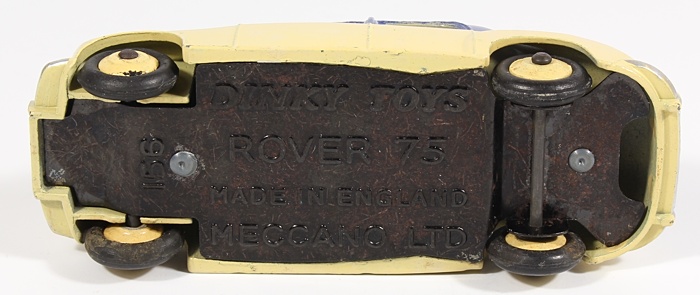 DINKY TOYS
ROVER 75
MADE IN ENGLAND
MECCANO LTD
156